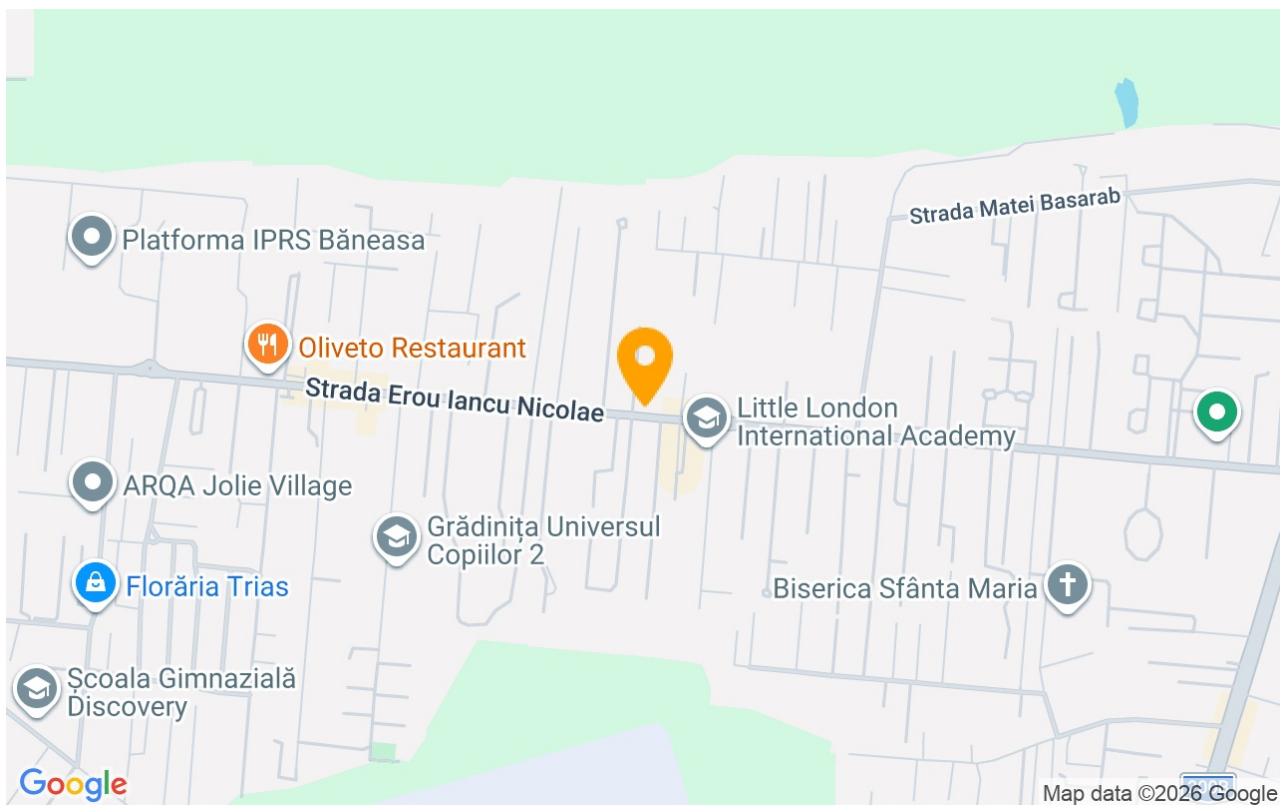 Strada Matei Basarab
Platforma IPRS Băneasa
Oliveto Restaurant
Strada Erou Iancu Nicolae
Little London
International Academy
ARQA Jolie Village
Grădinița Universul
Copiilor 2
Florăria Trias
Biserica Sfânta Maria
Școala Gimnazială
Discovery
Google
Map data ©2026 Google